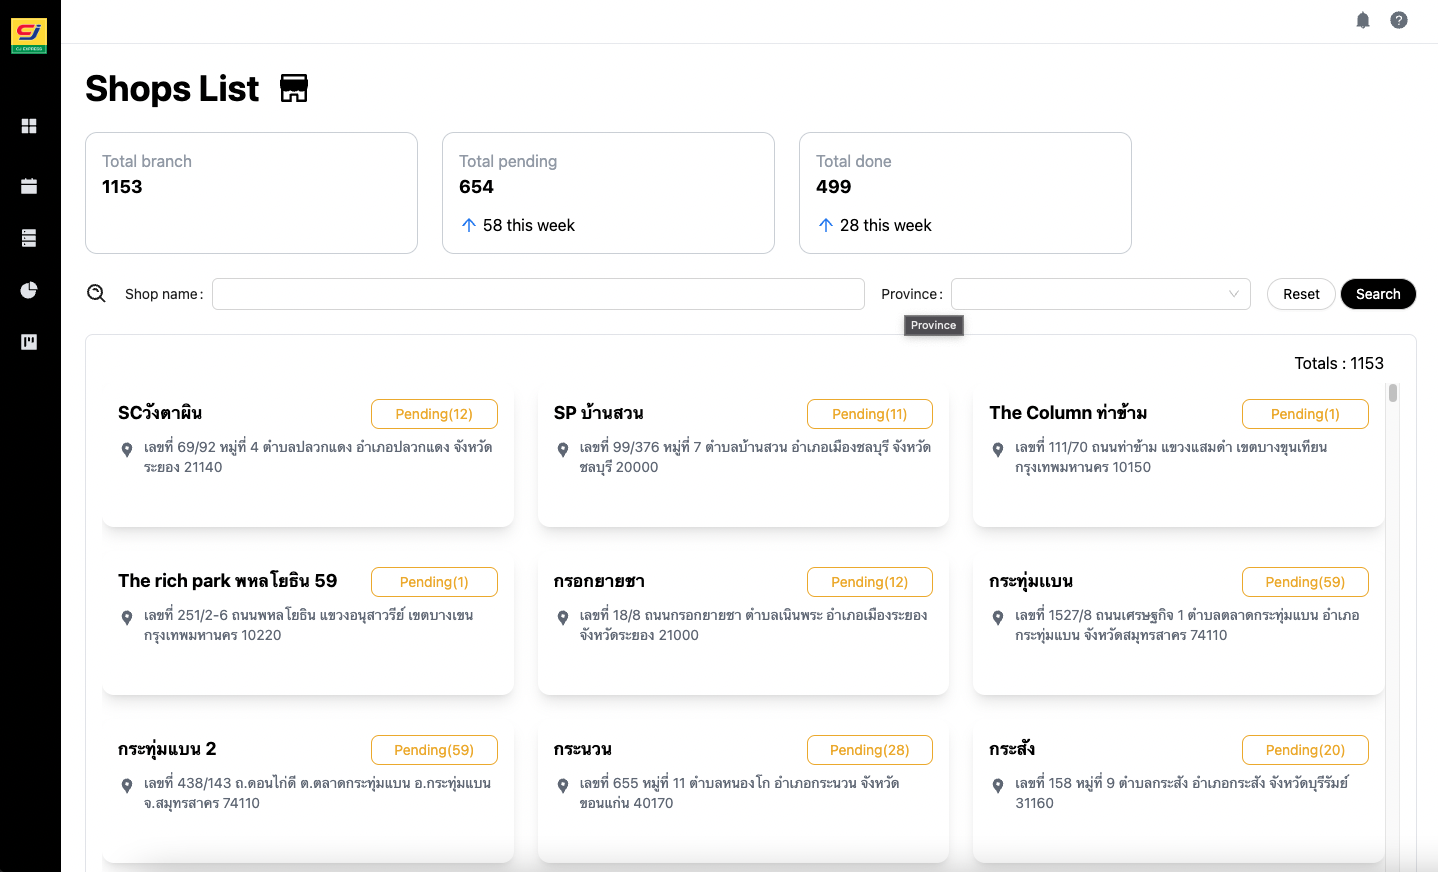 CJ
CJ EXPRESS
Shops List
Total branch
1153
Total pending
654
58 this week
Total done
499
28 this week
Shop name :
Province :
Reset
Search
Province
Totals : 1153
SCวังตาผิน
Pending(12)
เลขที่ 69/92 หมู่ที่ 4 ตำบลปลวกแดง อำเภอปลวกแดง จังหวัด
ระยอง 21140
SP บ้านสวน
Pending(11)
เลขที่ 99/376 หมู่ที่ 7 ตำบลบ้านสวน อำเภอเมืองชลบุรี จังหวัด
ชลบุรี 20000
The Column ท่าข้าม
Pending(1)
เลขที่ 111/70 ถนนท่าข้าม แขวงแสมดำ เขตบางขุนเทียน
กรุงเทพมหานคร 10150
The rich park พหลโยธิน 59
Pending(1)
เลขที่ 251/2-6 ถนนพหลโยธิน แขวงอนุสาวรีย์ เขตบางเขน
กรุงเทพมหานคร 10220
กรอกยายชา
Pending(12)
เลขที่ 18/8 ถนนกรอกยายชา ตำบลเนินพระ อำเภอเมืองระยอง
จังหวัดระยอง 21000
กระทุ่มแบน
Pending(59)
เลขที่ 1527/8 ถนนเศรษฐกิจ 1 ตำบลตลาดกระทุ่มแบน อำเภอ
กระทุ่มแบน จังหวัดสมุทรสาคร 74110
กระทุ่มแบน 2
Pending(59)
เลขที่ 438/143 ถ.ดอนไก่ดี ต.ตลาดกระทุ่มแบน อ.กระทุ่มแบน
จ.สมุทรสาคร 74110
กระนวน
Pending(28)
เลขที่ 655 หมู่ที่ 11 ตำบลหนองโก อำเภอกระนวน จังหวัด
ขอนแก่น 40170
กระสัง
Pending(20)
เลขที่ 158 หมู่ที่ 9 ตำบลกระสัง อำเภอกระสัง จังหวัดบุรีรัมย์
31160